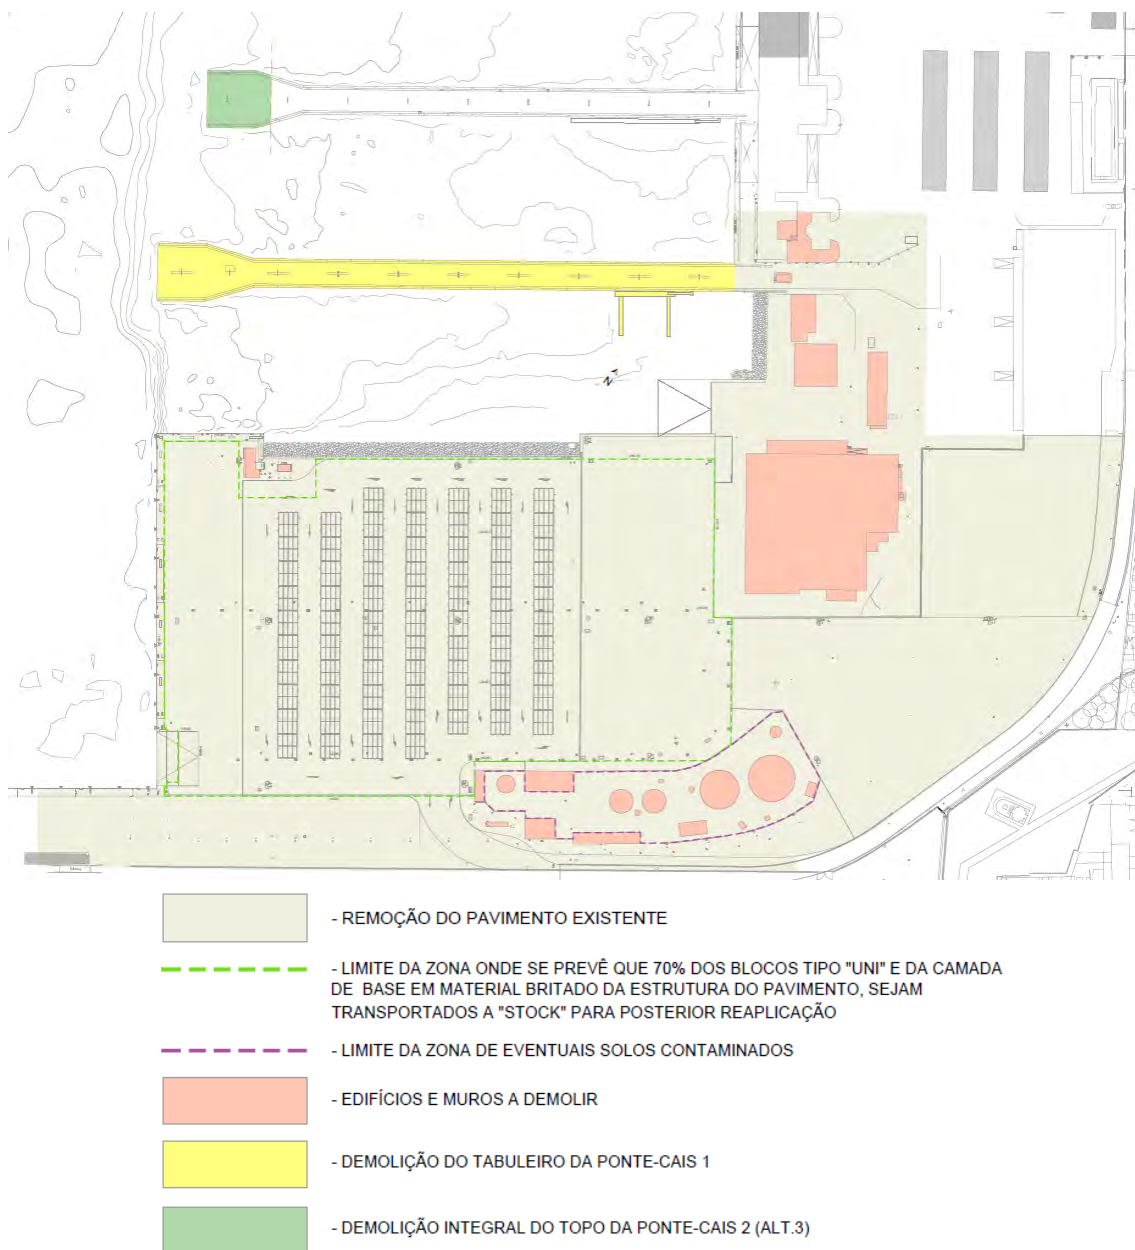 N
- REMOÇÃO DO PAVIMENTO EXISTENTE
- LIMITE DA ZONA ONDE SE PREVÊ QUE 70% DOS BLOCOS TIPO "UNI" E DA CAMADA
DE BASE EM MATERIAL BRITADO DA ESTRUTURA DO PAVIMENTO, SEJAM
TRANSPORTADOS A "STOCK" PARA POSTERIOR REAPLICAÇÃO
- LIMITE DA ZONA DE EVENTUAIS SOLOS CONTAMINADOS
- EDIFÍCIOS E MUROS A DEMOLIR
- DEMOLIÇÃO DO TABULEIRO DA PONTE-CAIS 1
- DEMOLIÇÃO INTEGRAL DO TOPO DA PONTE-CAIS 2 (ALT.3)